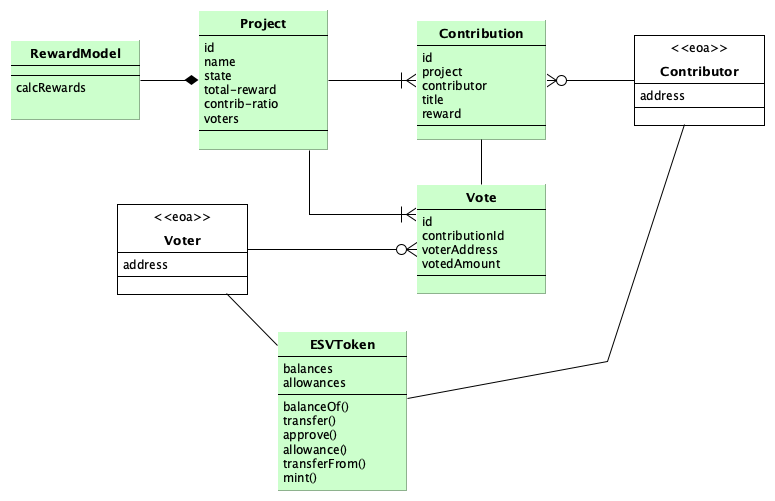 RewardModel
calcRewards
Project
id
name
state
total-reward
contrib-ratio
voters
Contribution
id
project
contributor
title
reward
<<eoa>>
Contributor
address
<<eoa>>
Voter
address
Vote
id
contributionId
voterAddress
votedAmount
ESVToken
balances
allowances
balanceOf()
transfer()
approve()
allowance()
transferFrom()
mint()